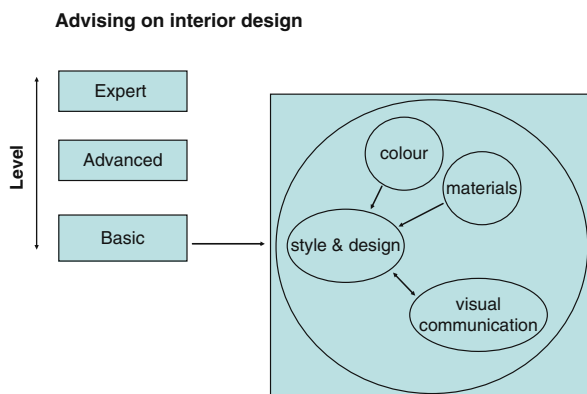 Advising on interior design
Level
Expert
Advanced
Basic
colour
materials
style & design
visual
communication